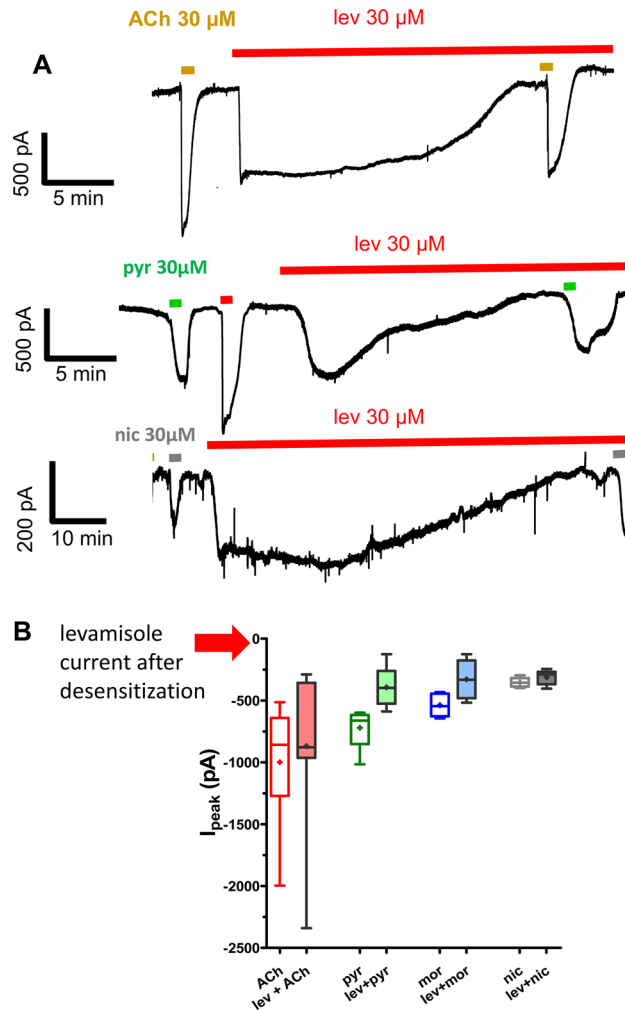 ACh 30 µM
lev 30 µM
A
500 pA
5 min
lev 30 µM
pyr 30µM
500 pA
5 min
lev 30 µM
nic 30µM
200 pA
10 min
B
levamisole
current after
desensitization
0
-500
-1000
-1500
-2000
-2500
Ipeak (pA)
ACh
lev + ACh
pyr
lev+pyr
mor
lev+mor
nic
lev+nic